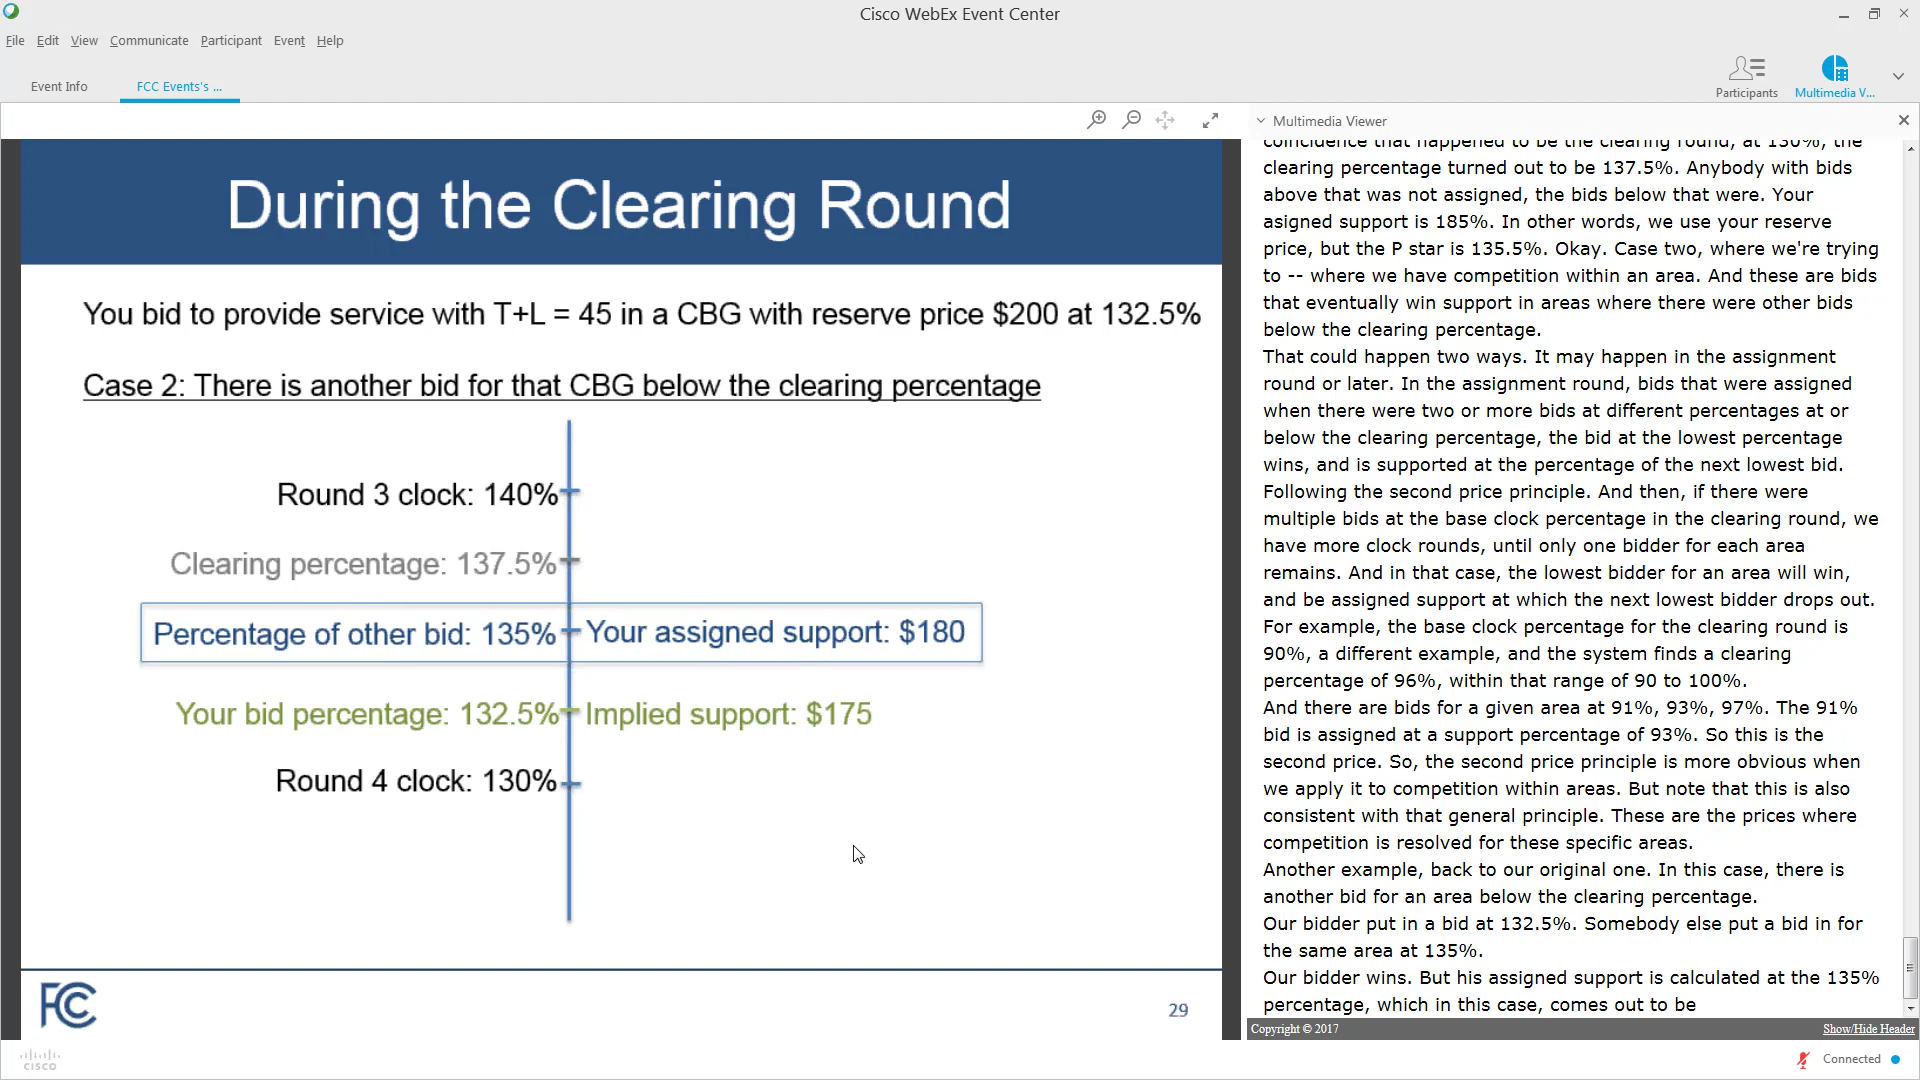 Cisco WebEx Event Center
File Edit View Communicate Participant Event Help
Event Info
FCC Events's ...
Participants
Multimedia V...
During the Clearing Round
You bid to provide service with T+L = 45 in a CBG with reserve price $200 at 132.5%
Case 2: There is another bid for that CBG below the clearing percentage
Round 3 clock: 140%
Clearing percentage: 137.5%
Percentage of other bid: 135% Your assigned support: $180
Your bid percentage: 132.5% Implied support: $175
Round 4 clock: 130%
FCC
29
cisco
Multimedia Viewer
coincidence that happened to be the clearing round, at 130%, the
clearing percentage turned out to be 137.5%. Anybody with bids
above that was not assigned, the bids below that were. Your
asigned support is 185%. In other words, we use your reserve
price, but the P star is 135.5%. Okay. Case two, where we're trying
to -- where we have competition within an area. And these are bids
that eventually win support in areas where there were other bids
below the clearing percentage.
That could happen two ways. It may happen in the assignment
round or later. In the assignment round, bids that were assigned
when there were two or more bids at different percentages at or
below the clearing percentage, the bid at the lowest percentage
wins, and is supported at the percentage of the next lowest bid.
Following the second price principle. And then, if there were
multiple bids at the base clock percentage in the clearing round, we
have more clock rounds, until only one bidder for each area
remains. And in that case, the lowest bidder for an area will win,
and be assigned support at which the next lowest bidder drops out.
For example, the base clock percentage for the clearing round is
90%, a different example, and the system finds a clearing
percentage of 96%, within that range of 90 to 100%.
And there are bids for a given area at 91%, 93%, 97%. The 91%
bid is assigned at a support percentage of 93%. So this is the
second price. So, the second price principle is more obvious when
we apply it to competition within areas. But note that this is also
consistent with that general principle. These are the prices where
competition is resolved for these specific areas.
Another example, back to our original one. In this case, there is
another bid for an area below the clearing percentage.
Our bidder put in a bid at 132.5%. Somebody else put a bid in for
the same area at 135%.
Our bidder wins. But his assigned support is calculated at the 135%
percentage, which in this case, comes out to be
Copyright © 2017
Show/Hide Header
Connected